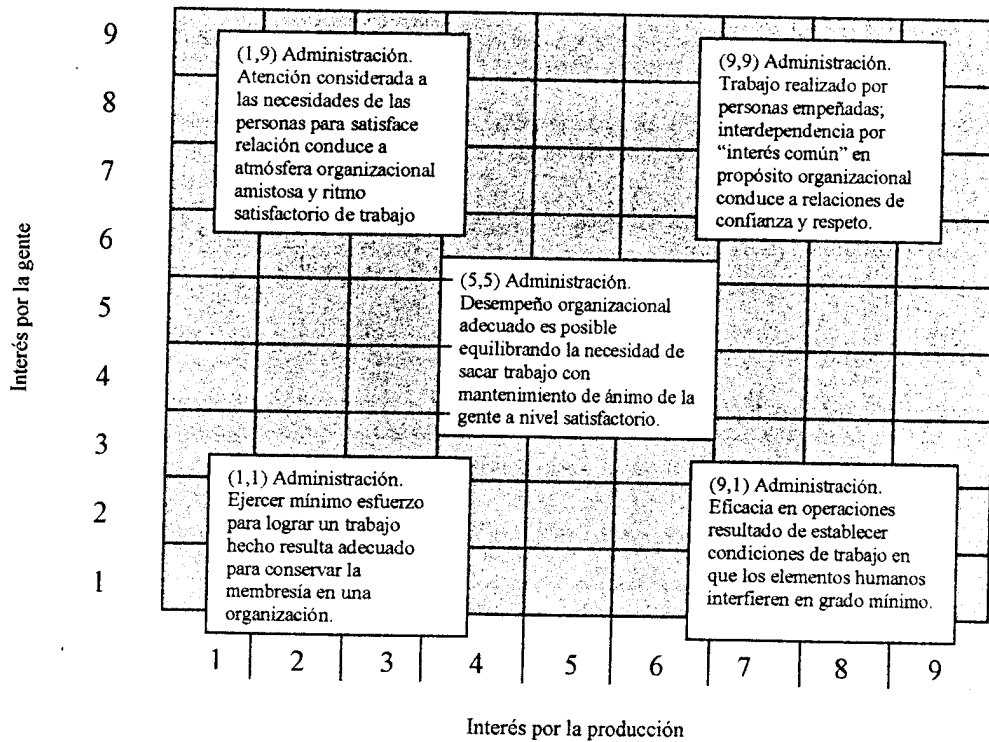 9
8
7
6
5
4
3
2
1
Interés por la gente
(1,9) Administración.
Atención considerada a
las necesidades de las
personas para satisface
relación conduce a
atmósfera organizacional
amistosa y ritmo
satisfactorio de trabajo
(9,9) Administración.
Trabajo realizado por
personas empeñadas;
interdependencia por
“interés común” en
propósito organizacional
conduce a relaciones de
confianza y respeto.
(5,5) Administración.
Desempeño organizacional
adecuado es posible
equilibrando la necesidad de
sacar trabajo con
mantenimiento de ánimo de la
gente a nivel satisfactorio.
(1,1) Administración.
Ejercer mínimo esfuerzo
para lograr un trabajo
hecho resulta adecuado
para conservar la
membresía en una
organización.
(9,1) Administración.
Eficacia en operaciones
resultado de establecer
condiciones de trabajo en
que los elementos humanos
interfieren en grado mínimo.
1 2 3 4 5 6 7 8 9
Interés por la producción